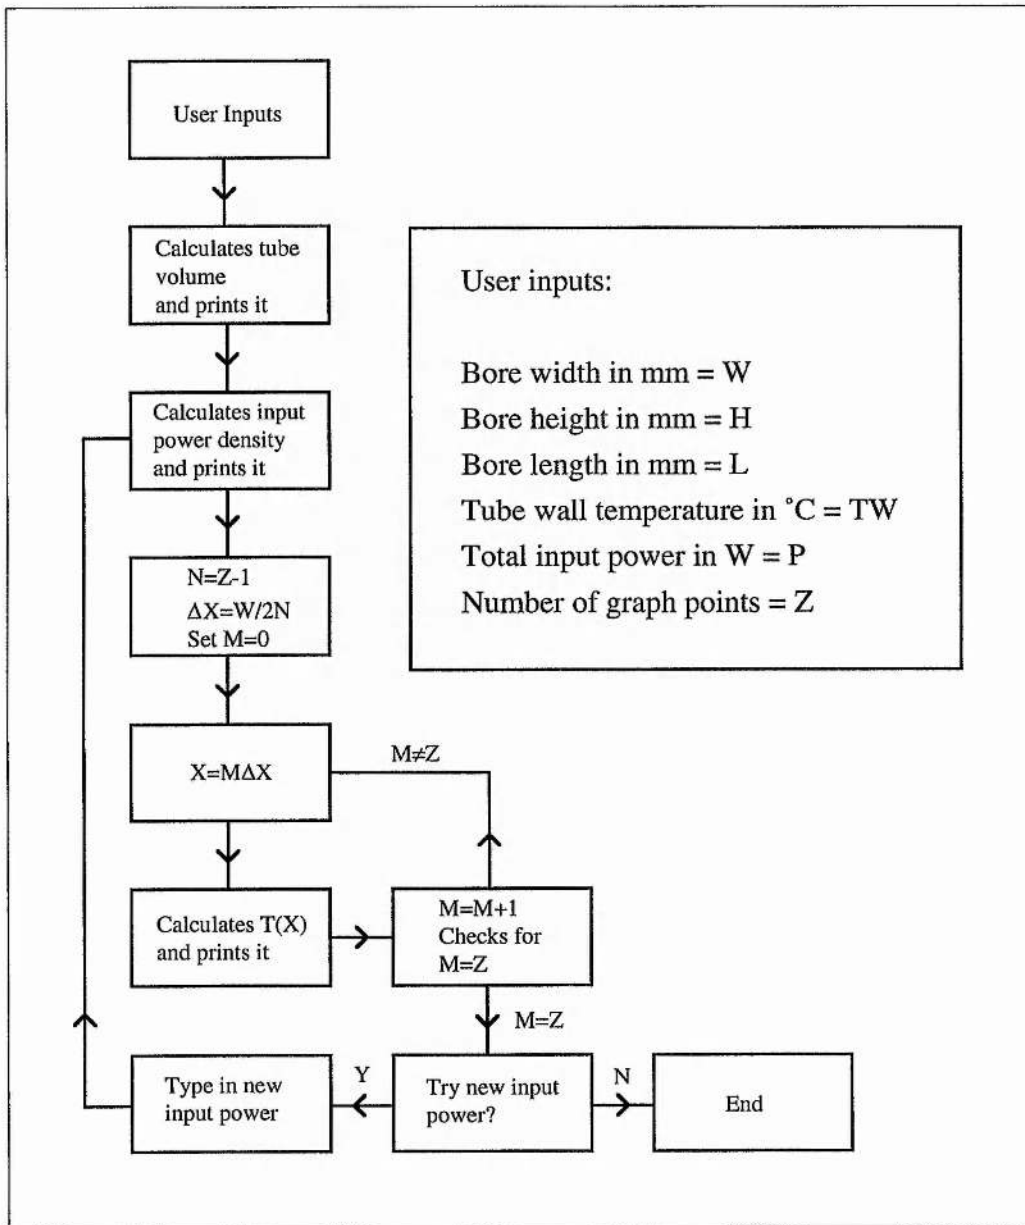 User Inputs
Calculates tube
volume
and prints it
User inputs:
Bore width in mm = W
Bore height in mm = H
Bore length in mm = L
Tube wall temperature in °C = TW
Total input power in W = P
Number of graph points = Z
Calculates input
power density
and prints it
N=Z-1
ΔX=W/2N
Set M=0
X=MΔX
M≠Z
Calculates T(X)
and prints it
M=M+1
Checks for
M=Z
M=Z
Type in new
input power
Y
Try new input
power?
N
End